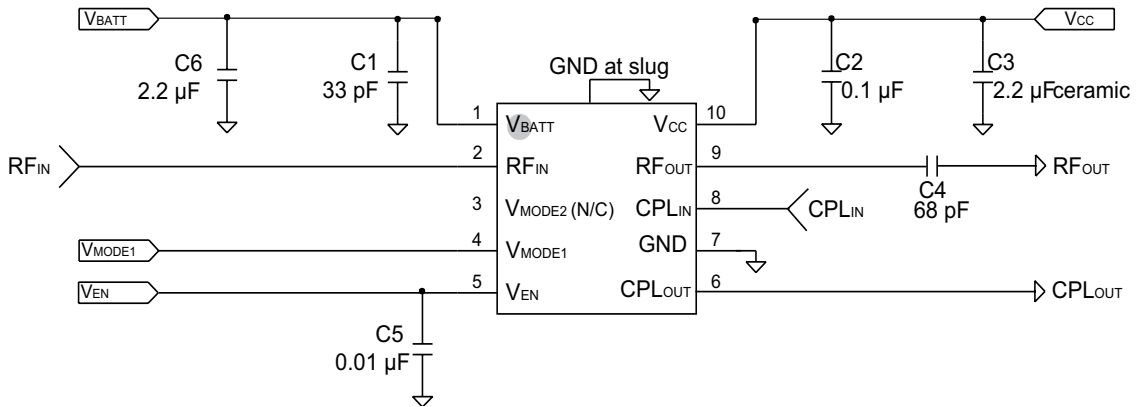 VBATT
VCC
C6
2.2 µF
C1
33 pF
GND at slug
C2
0.1 µF
C3
2.2 µFceramic
1
VBATT
VCC
10
RFIN
2
RFIN
RFOUT
9
C4
68 pF
RFOUT
3
VMODE2 (N/C)
CPLIN
8
CPLIN
VMODE1
4
VMODE1
GND
7
VEN
5
VEN
CPLOUT
6
CPLOUT
C5
0.01 µF